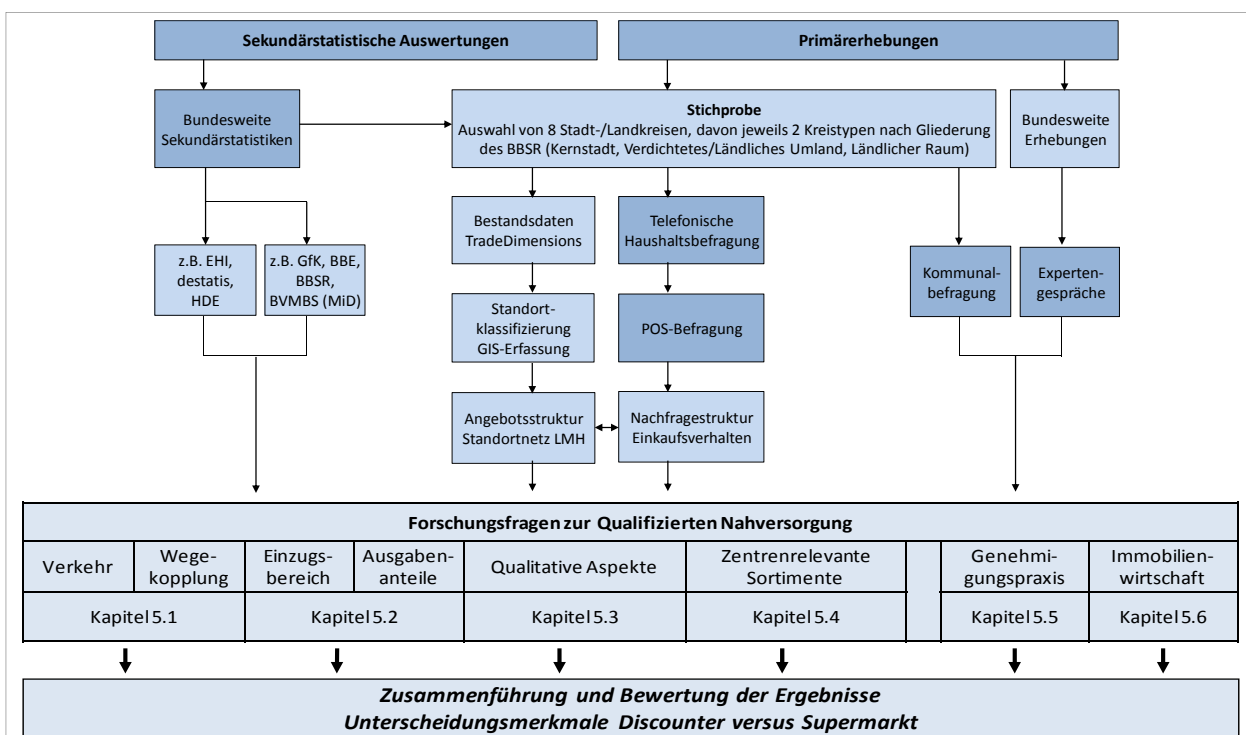 Sekundärstatistische Auswertungen
Primärerhebungen
Bundesweite
Sekundärstatistiken
Stichprobe
Auswahl von 8 Stadt-/Landkreisen, davon jeweils 2 Kreistypen nach Gliederung
des BBSR (Kernstadt, Verdichtetes/Ländliches Umland, Ländlicher Raum)
Bundesweite
Erhebungen
Bestandsdaten
TradeDimensions
Telefonische
Haushaltsbefragung
z.B. EHI,
destatis,
HDE
z.B. GfK, BBE,
BBSR,
BVMBS (MiD)
Kommunal-
befragung
Experten-
gespräche
Standort-
klassifizierung
GIS-Erfassung
POS-Befragung
Angebotsstruktur
Standortnetz LMH
Nachfragestruktur
Einkaufsverhalten
Forschungsfragen zur Qualifizierten Nahversorgung
Verkehr
Wege-
kopplung
Einzugs-
bereich
Ausgaben-
anteile
Qualitative Aspekte
Zentrenrelevante
Sortimente
Genehmi-
gungspraxis
Immobilien-
wirtschaft
Kapitel 5.1
Kapitel 5.2
Kapitel 5.3
Kapitel 5.4
Kapitel 5.5
Kapitel 5.6
Zusammenführung und Bewertung der Ergebnisse
Unterscheidungsmerkmale Discounter versus Supermarkt